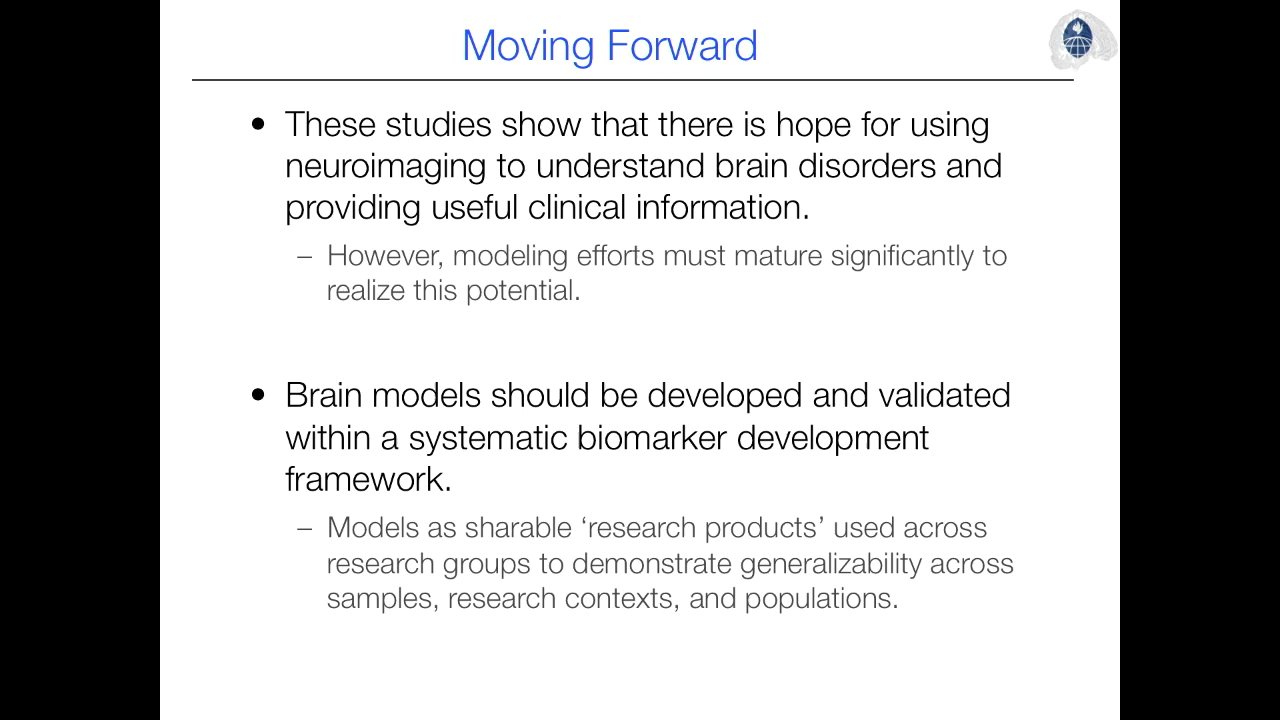 Moving Forward
• These studies show that there is hope for using
neuroimaging to understand brain disorders and
providing useful clinical information.
– However, modeling efforts must mature significantly to
realize this potential.
• Brain models should be developed and validated
within a systematic biomarker development
framework.
– Models as sharable ‘research products’ used across
research groups to demonstrate generalizability across
samples, research contexts, and populations.